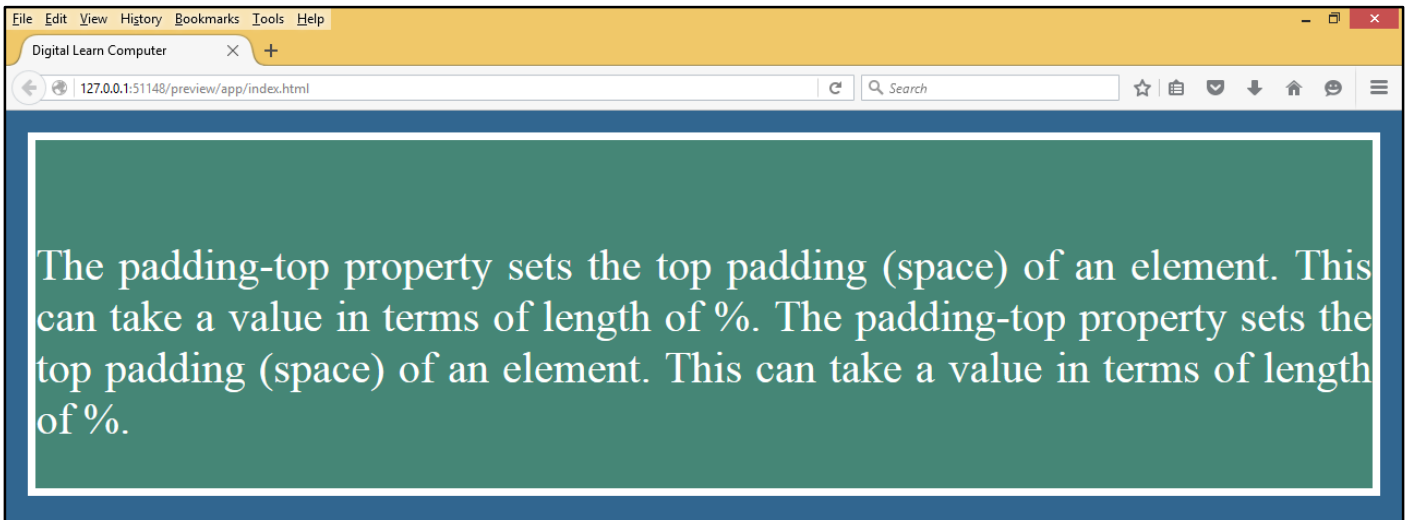 File Edit View History Bookmarks Tools Help
Digital Learn Computer
127.0.0.1:51148/preview/app/index.html
Search
The padding-top property sets the top padding (space) of an element. This
can take a value in terms of length of %. The padding-top property sets the
top padding (space) of an element. This can take a value in terms of length
of %.